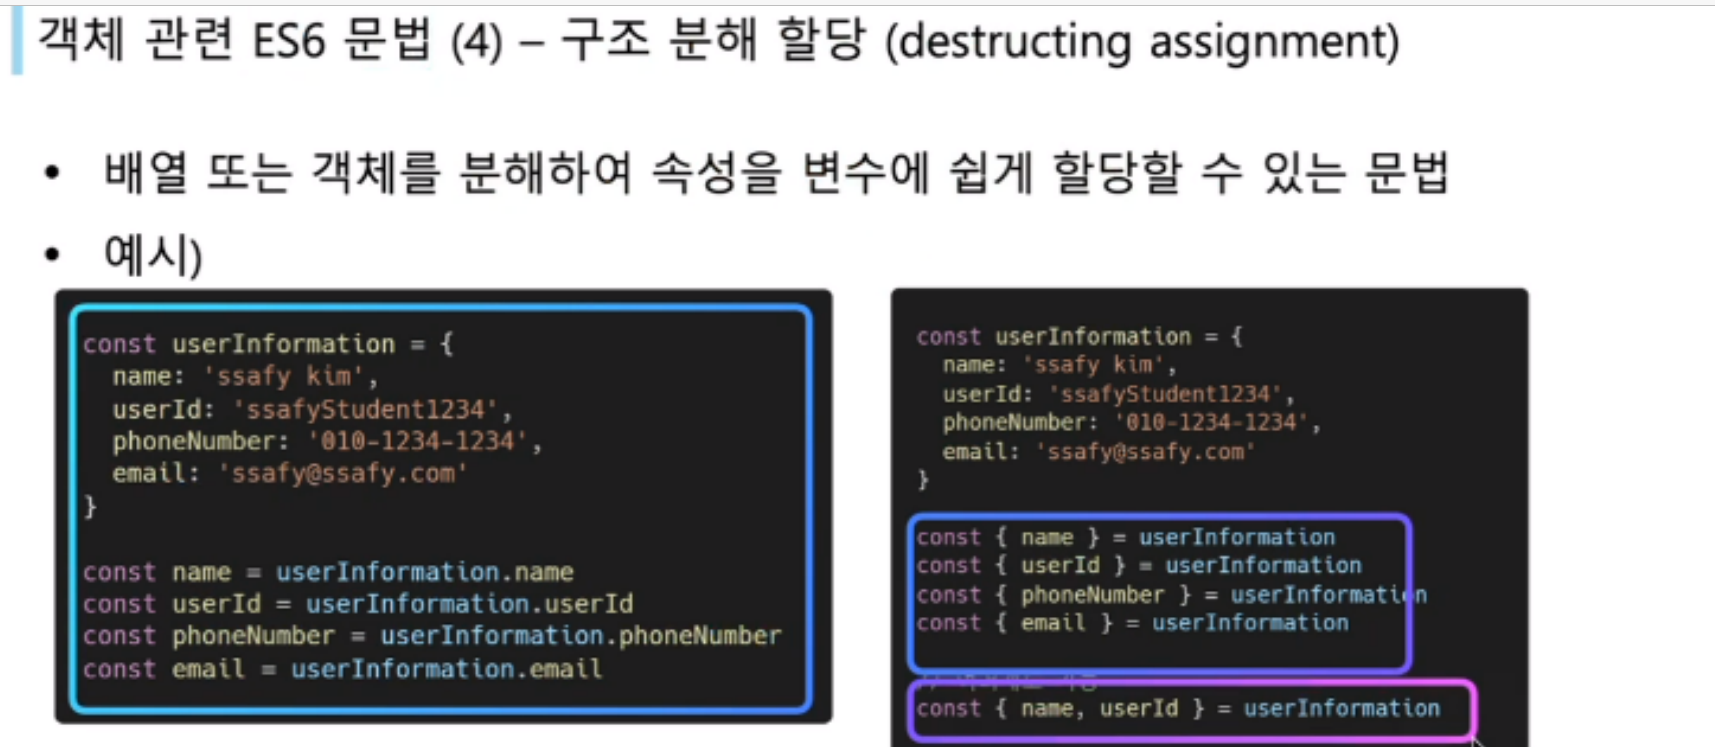 객체 관련 ES6 문법 (4) – 구조 분해 할당 (destructing assignment)
• 배열 또는 객체를 분해하여 속성을 변수에 쉽게 할당할 수 있는 문법
• 예시)
const userInformation = {
name: 'ssafy kim',
userId: 'ssafyStudent1234',
phoneNumber: '010-1234-1234',
email: 'ssafy@ssafy.com'
}
const name = userInformation.name
const userId = userInformation.userId
const phoneNumber = userInformation.phoneNumber
const email = userInformation.email
const userInformation = {
name: 'ssafy kim',
userId: 'ssafyStudent1234',
phoneNumber: '010-1234-1234',
email: 'ssafy@ssafy.com'
}
const { name } = userInformation
const { userId } = userInformation
const { phoneNumber } = userInformation
const { email } = userInformation
//
const { name, userId } = userInformation